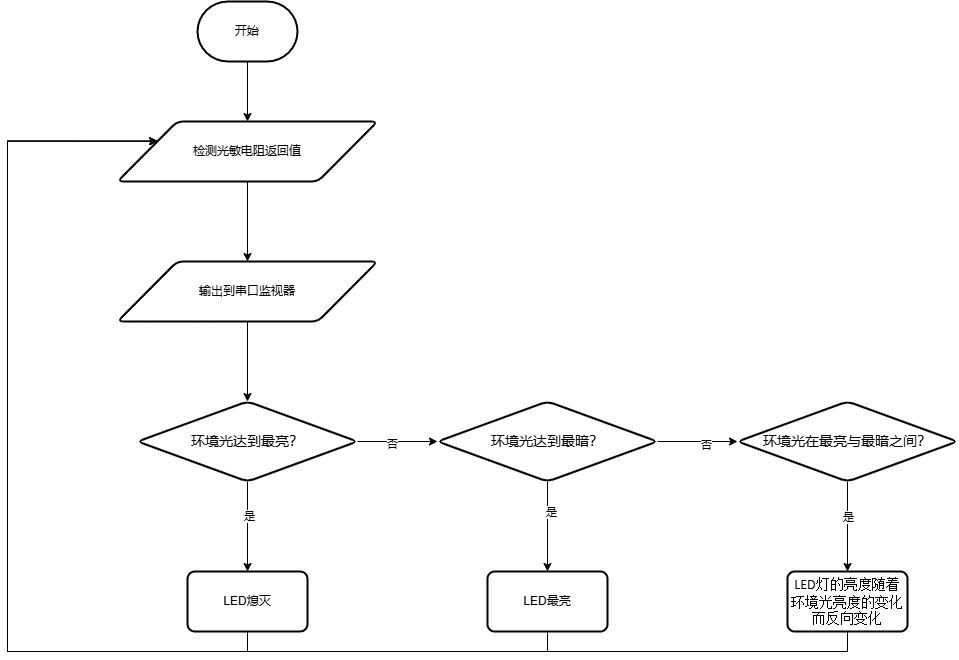 开始
检测光敏电阻返回值
输出到串口监视器
环境光达到最亮?
否
环境光达到最暗?
否
环境光在最亮与最暗之间?
是
是
是
LED熄灭
LED最亮
LED灯的亮度随着
环境光亮度的变化
而反向变化